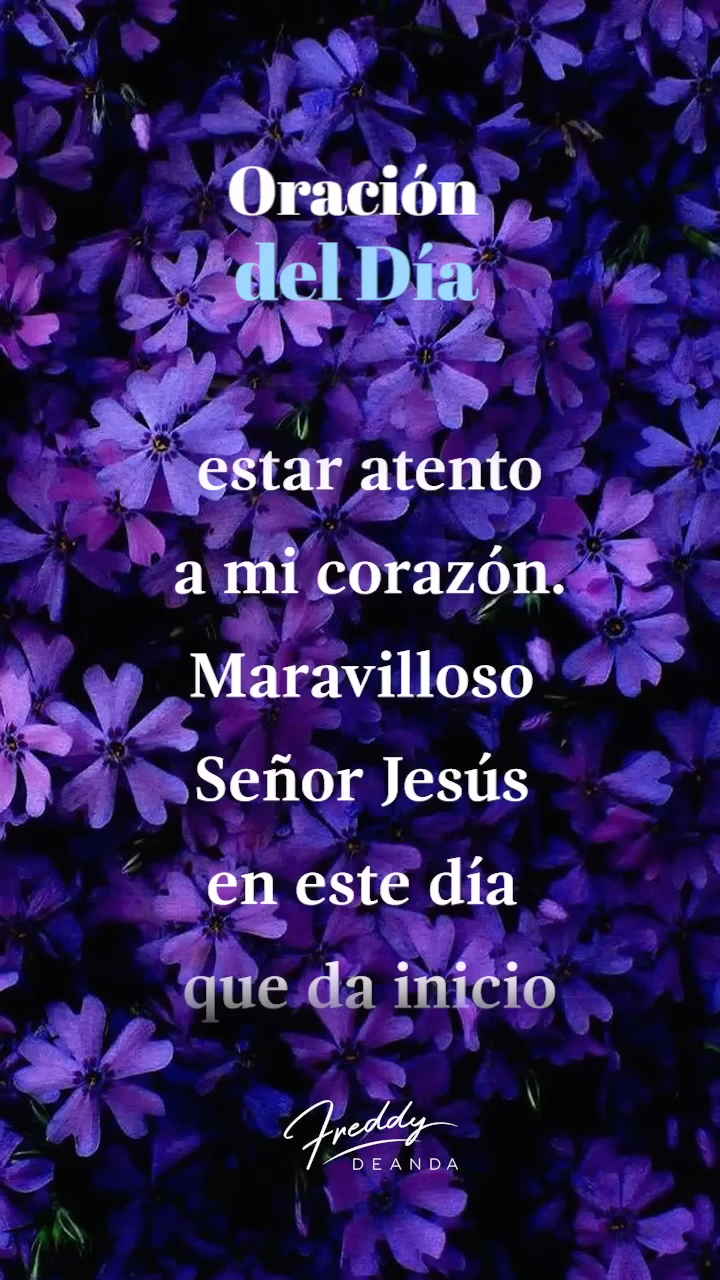 Oración
del Día
estar atento
a mi corazón.
Maravilloso
Señor Jesús
en este día
que da inicio
Freddy
DEANDA